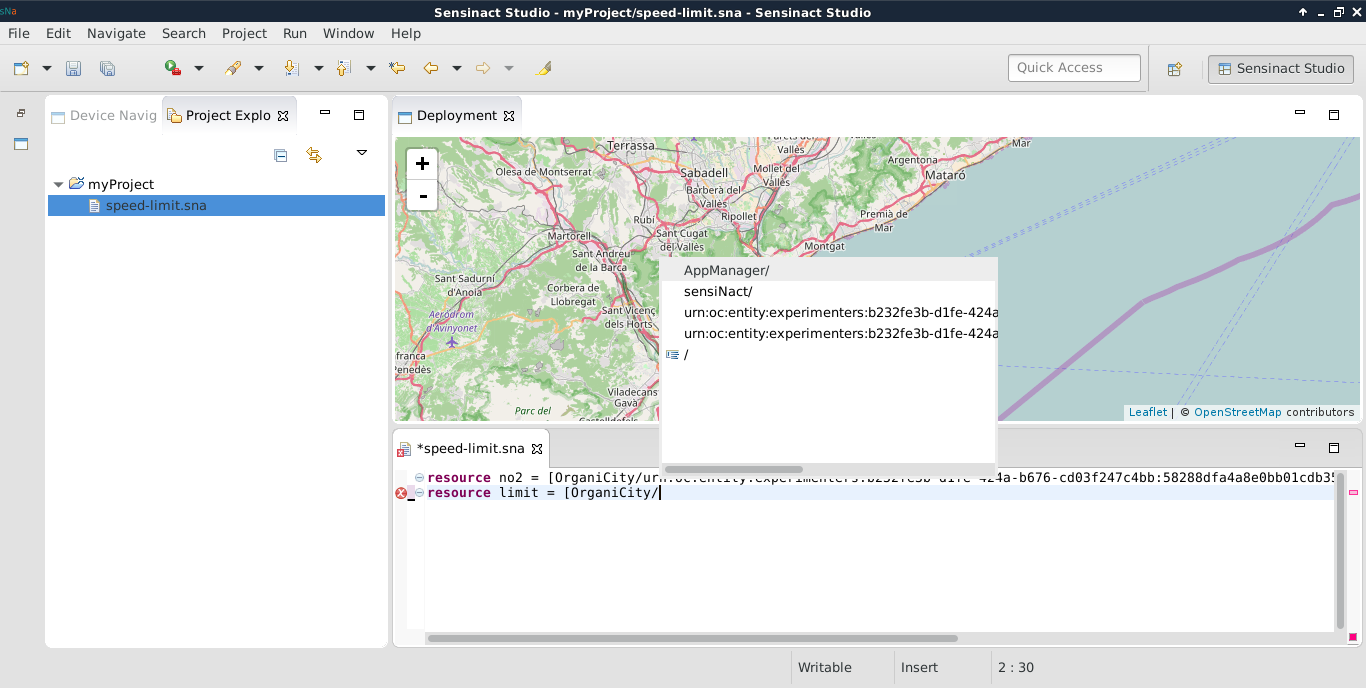 sNa
Sensinact Studio - myProject/speed-limit.sna - Sensinact Studio
File Edit Navigate Search Project Run Window Help
Quick Access
Sensinact Studio
Device Navig
Project Explo
myProject
speed-limit.sna
Deployment
+
-
Terrassa
Olesa de Montserrat
Sabadell
Vallès
Mollet del
Vallès
Barberà del
Vallès
Argentona
Mar
Mataró
Rubí
Ripollet
Premià de
Mar
Martorell
Sant Cugat
del Vallès
Montgat
Sant Andreu
de la Barca
Sant Sadurní
d'Anoia
Corbera de
Llobregat
Sant Vicenç
dels Horts
Aeròdrom
d'Avinyonet
franca
Penedès
Viladecans
Gavà
Parc del
Castelldefels
Leaflet | © OpenStreetMap contributors
AppManager/
sensiNact/
urn:oc:entity:experimenters:b232fe3b-d1fe-424a
urn:oc:entity:experimenters:b232fe3b-d1fe-424a
/
*speed-limit.sna
resource no2 = [OrganiCity/urn:oc:entity:experimenters:b232fe3b-d1fe-424a-b676-cd03f247c4bb:58288dfa4a8e0bb01cdb35
resource limit = [OrganiCity/
Writable
Insert
2 : 30